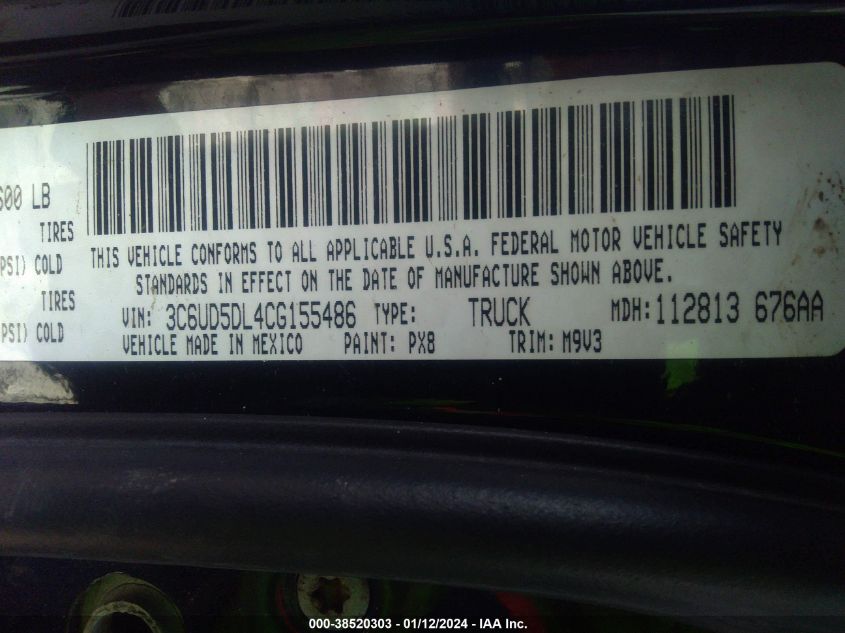 600 LB
TIRES
PSI) COLD
TIRES
PSI) COLD
THIS VEHICLE CONFORMS TO ALL APPLICABLE U.S.A. FEDERAL MOTOR VEHICLE SAFETY
STANDARDS IN EFFECT ON THE DATE OF MANUFACTURE SHOWN ABOVE.
VIN: 3C6UD5DL4CG155486 TYPE: TRUCK MDH: 112813 676AA
VEHICLE MADE IN MEXICO PAINT: PX8 TRIM: M9V3
000-38520303 - 01/12/2024 - IAA Inc.